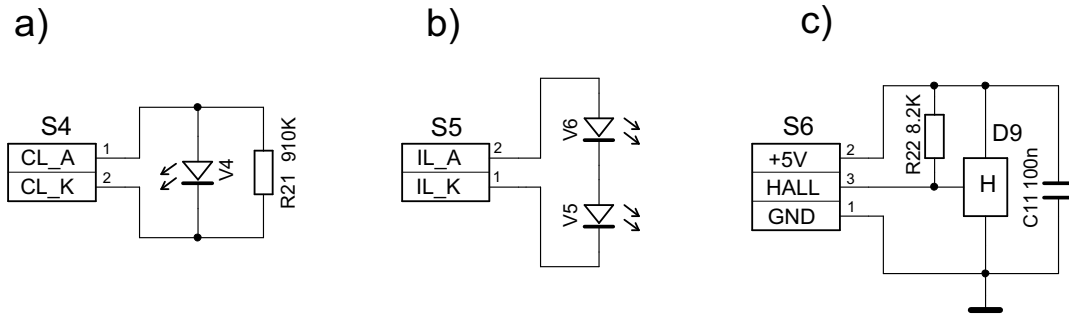 a)
S4
CL_A 1
CL_K 2
V4
R21 910K
b)
S5
IL_A 2
IL_K 1
V6
V5
c)
S6
+5V 2
HALL 3
GND 1
R22 8.2K
D9
H
C11 100n